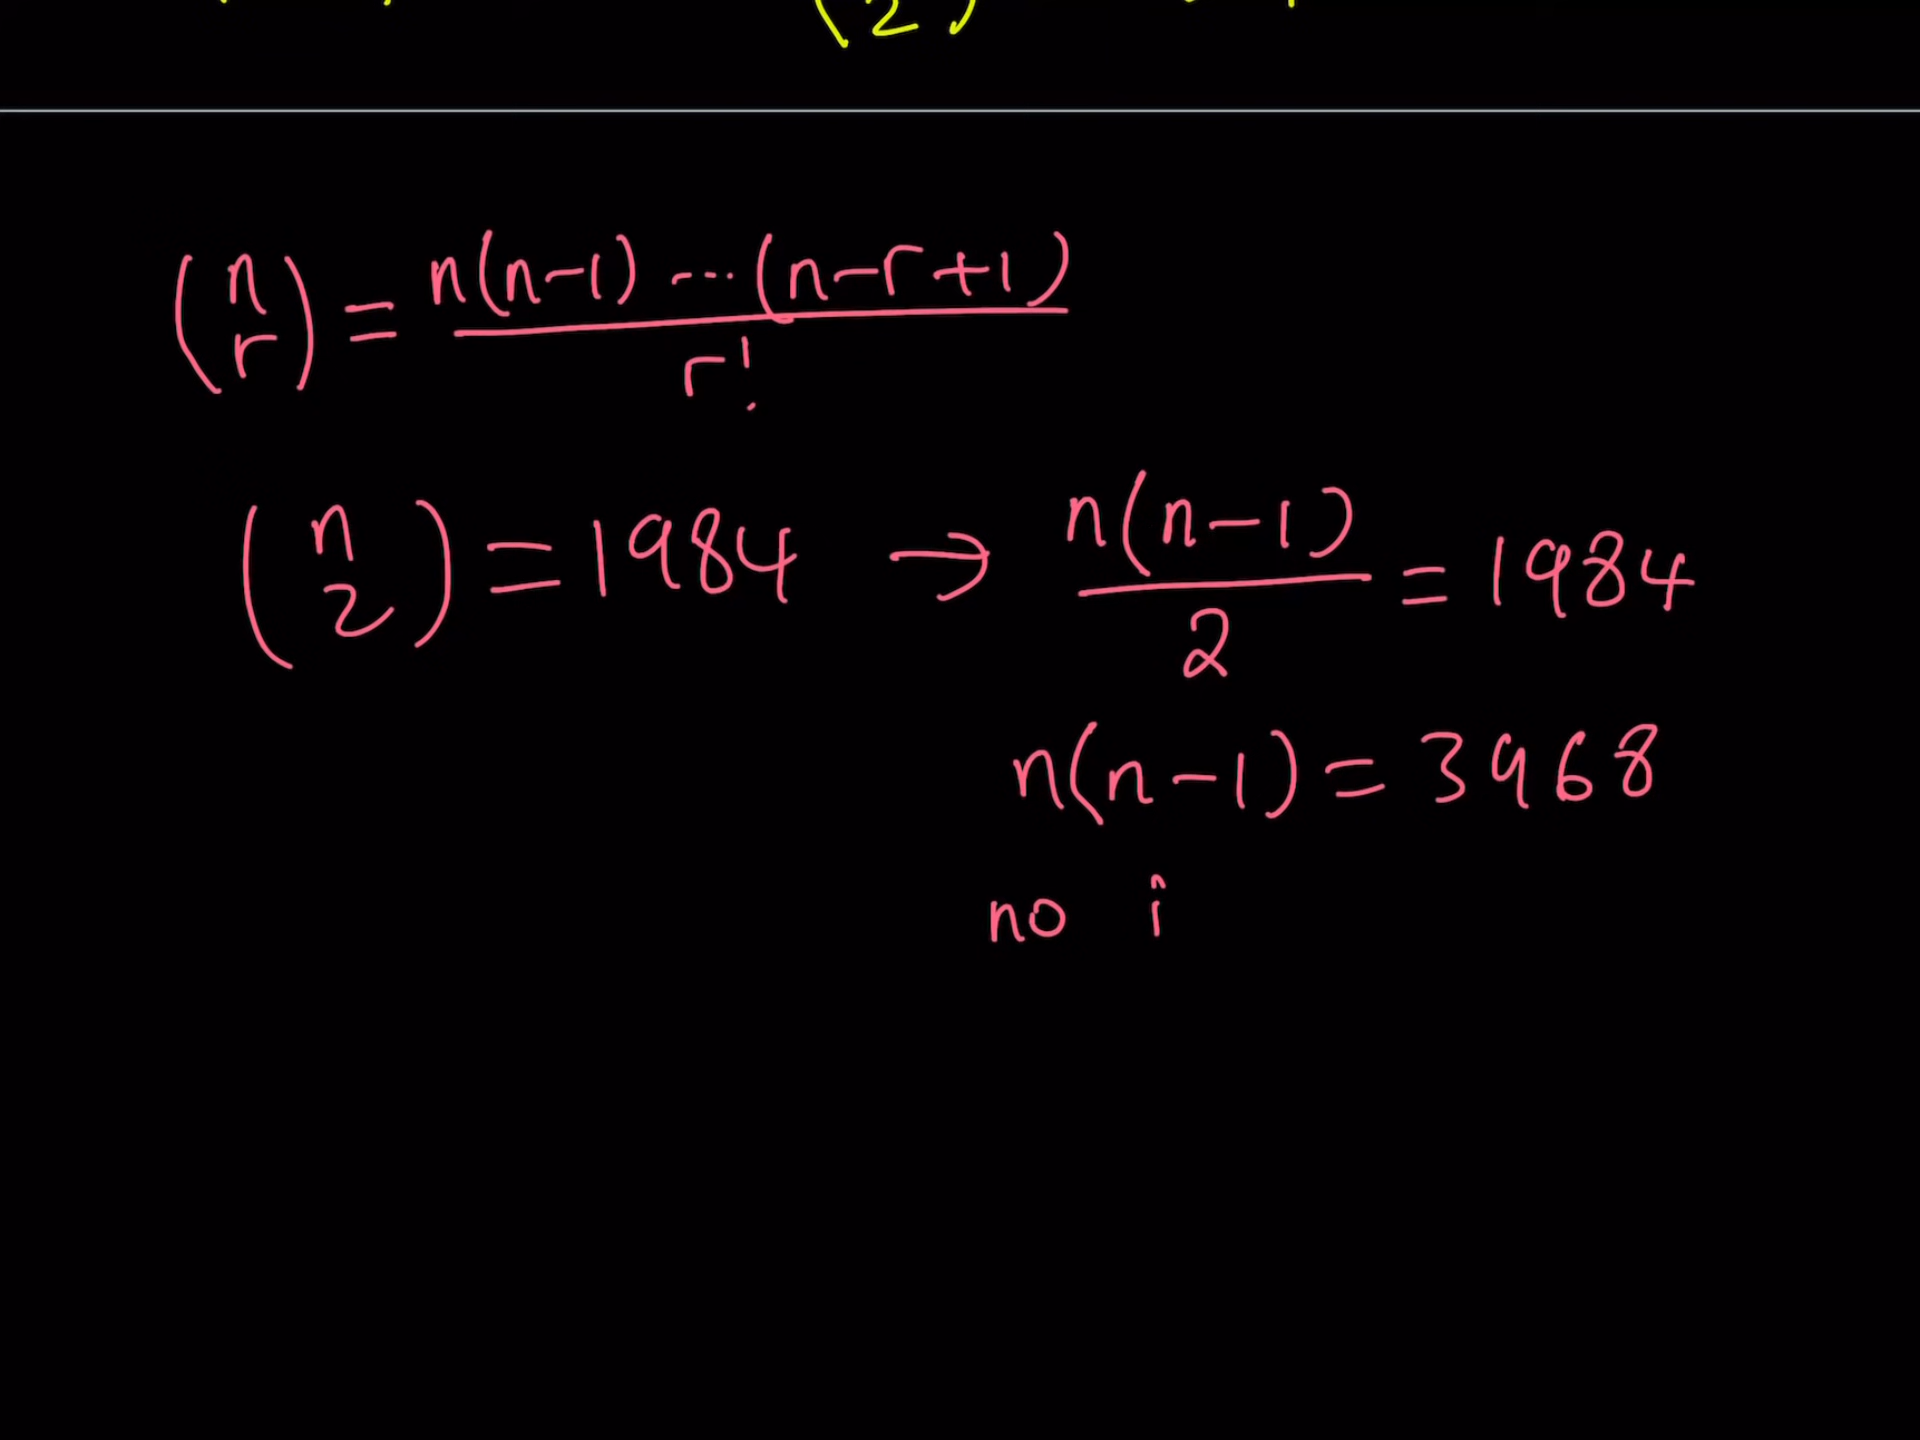 (n r) = n(n-1) ... (n-r+1) / r!
(n 2) = 1984 → n(n-1) / 2 = 1984
n(n-1) = 3968
no i